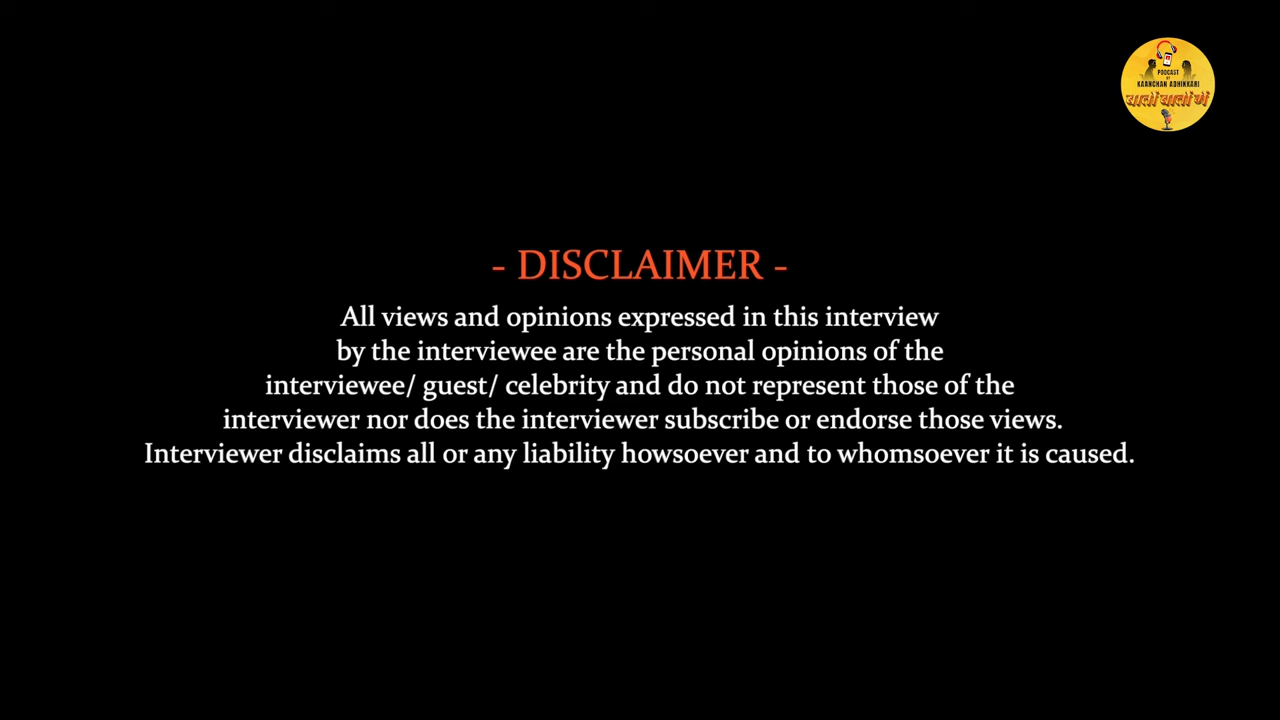 PODCAST
BY
KAANCHAN ADHIKKARI
बातों बातों में
- DISCLAIMER -
All views and opinions expressed in this interview
by the interviewee are the personal opinions of the
interviewee/ guest/ celebrity and do not represent those of the
interviewer nor does the interviewer subscribe or endorse those views.
Interviewer disclaims all or any liability howsoever and to whomsoever it is caused.